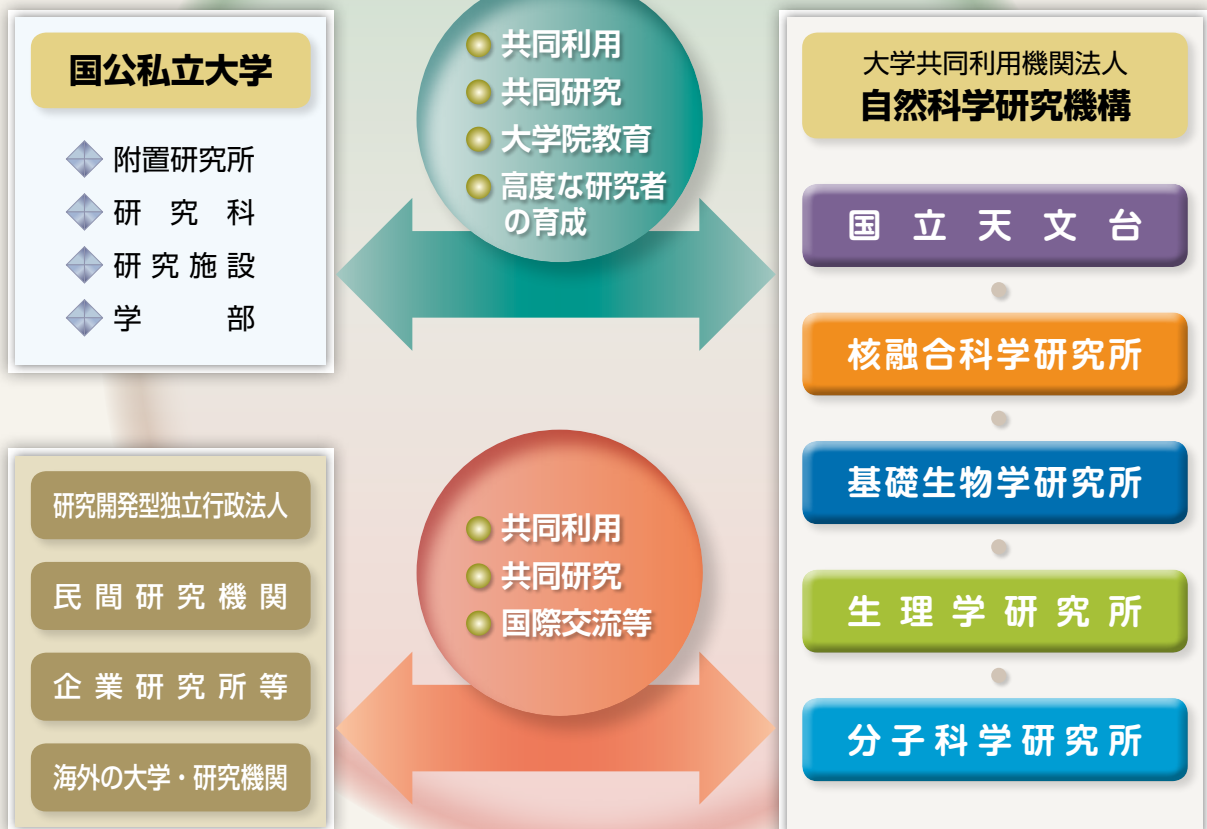 国公私立大学
附置研究所
研究科
研究施設
学部
共同利用
共同研究
大学院教育
高度な研究者
の育成
大学共同利用機関法人
自然科学研究機構
国立天文台
核融合科学研究所
基礎生物学研究所
生理学研究所
分子科学研究所
研究開発型独立行政法人
民間研究機関
企業研究所等
海外の大学・研究機関
共同利用
共同研究
国際交流等